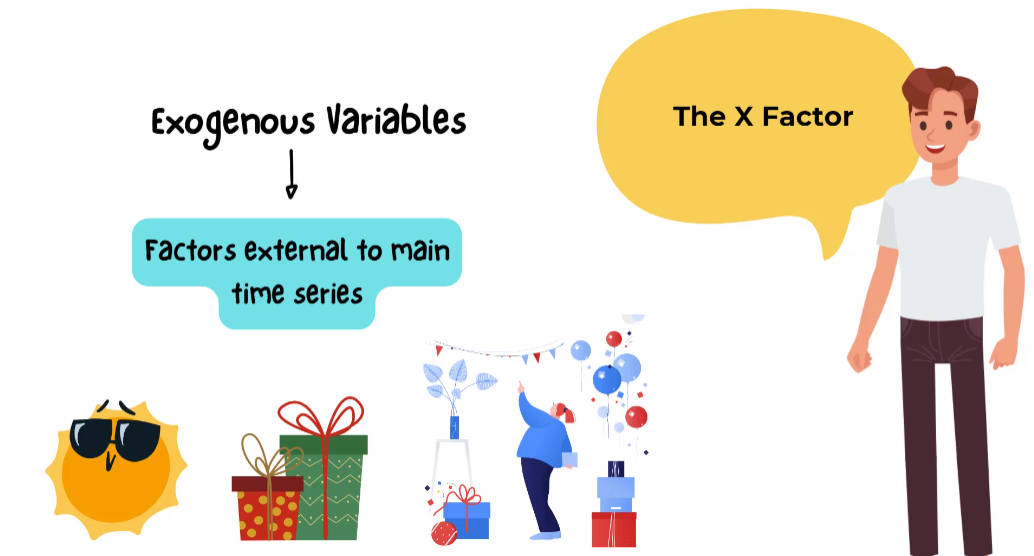 Exogenous Variables
Factors external to main
time series
The X Factor